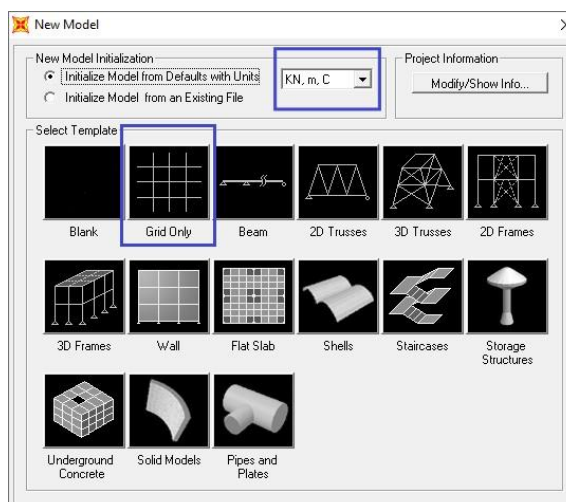 New Model
New Model Initialization
Initialize Model from Defaults with Units
KN, m, C
Initialize Model from an Existing File
Project Information
Modify/Show Info...
Select Template
Blank
Grid Only
Beam
2D Trusses
3D Trusses
2D Frames
3D Frames
Wall
Flat Slab
Shells
Staircases
Storage
Structures
Underground
Concrete
Solid Models
Pipes and
Plates